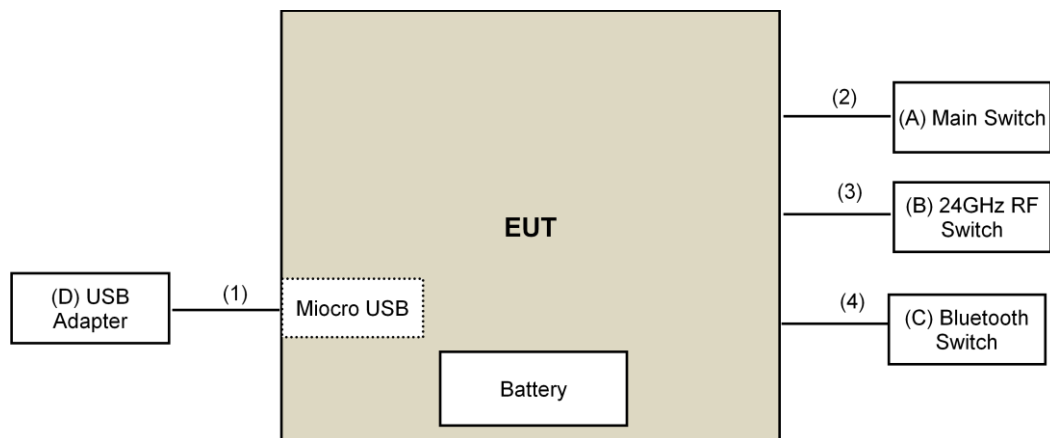 (2)
(A) Main Switch
(3)
(B) 24GHz RF
Switch
EUT
(D) USB
Adapter
(1)
Miocro USB
(4)
(C) Bluetooth
Switch
Battery